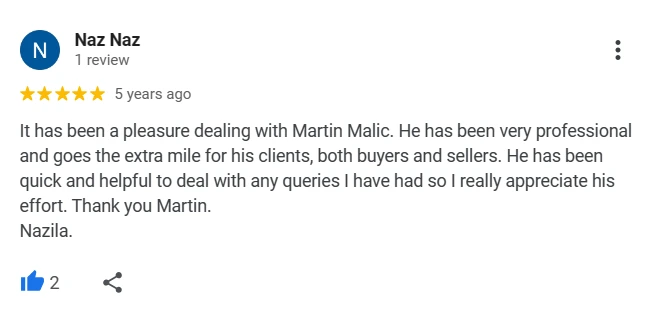 N
Naz Naz
1 review
5 years ago
It has been a pleasure dealing with Martin Malic. He has been very professional
and goes the extra mile for his clients, both buyers and sellers. He has been
quick and helpful to deal with any queries I have had so I really appreciate his
effort. Thank you Martin.
Nazila.
2